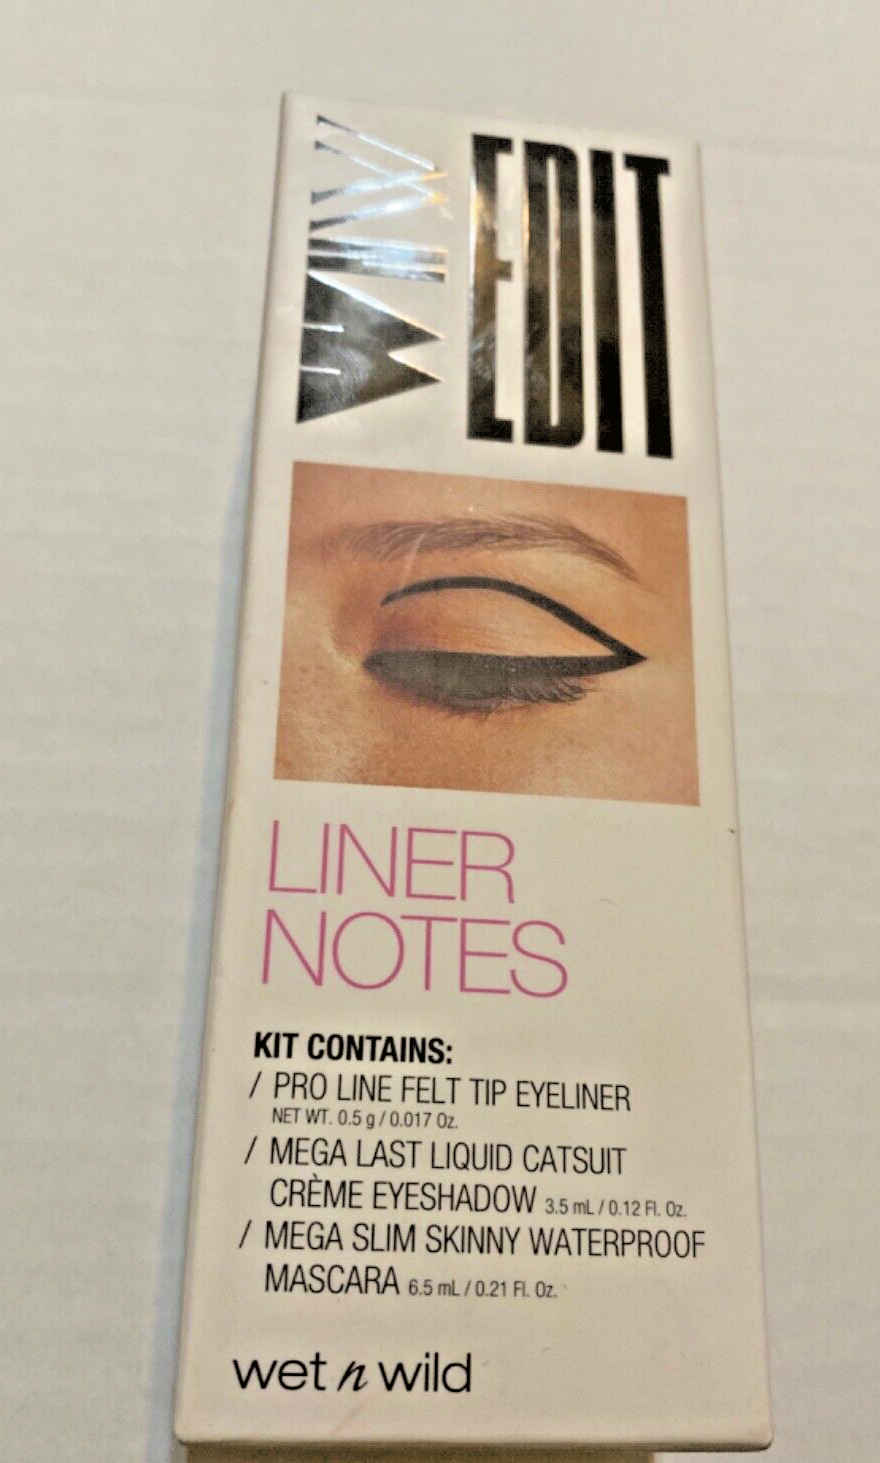 WNW
EDIT
LINER
NOTES
KIT CONTAINS:
/ PRO LINE FELT TIP EYELINER
NET WT. 0.5 g / 0.017 Oz.
/ MEGA LAST LIQUID CATSUIT
CRÈME EYESHADOW 3.5 mL / 0.12 Fl. Oz.
/ MEGA SLIM SKINNY WATERPROOF
MASCARA 6.5 mL / 0.21 Fl. Oz.
wet n wild